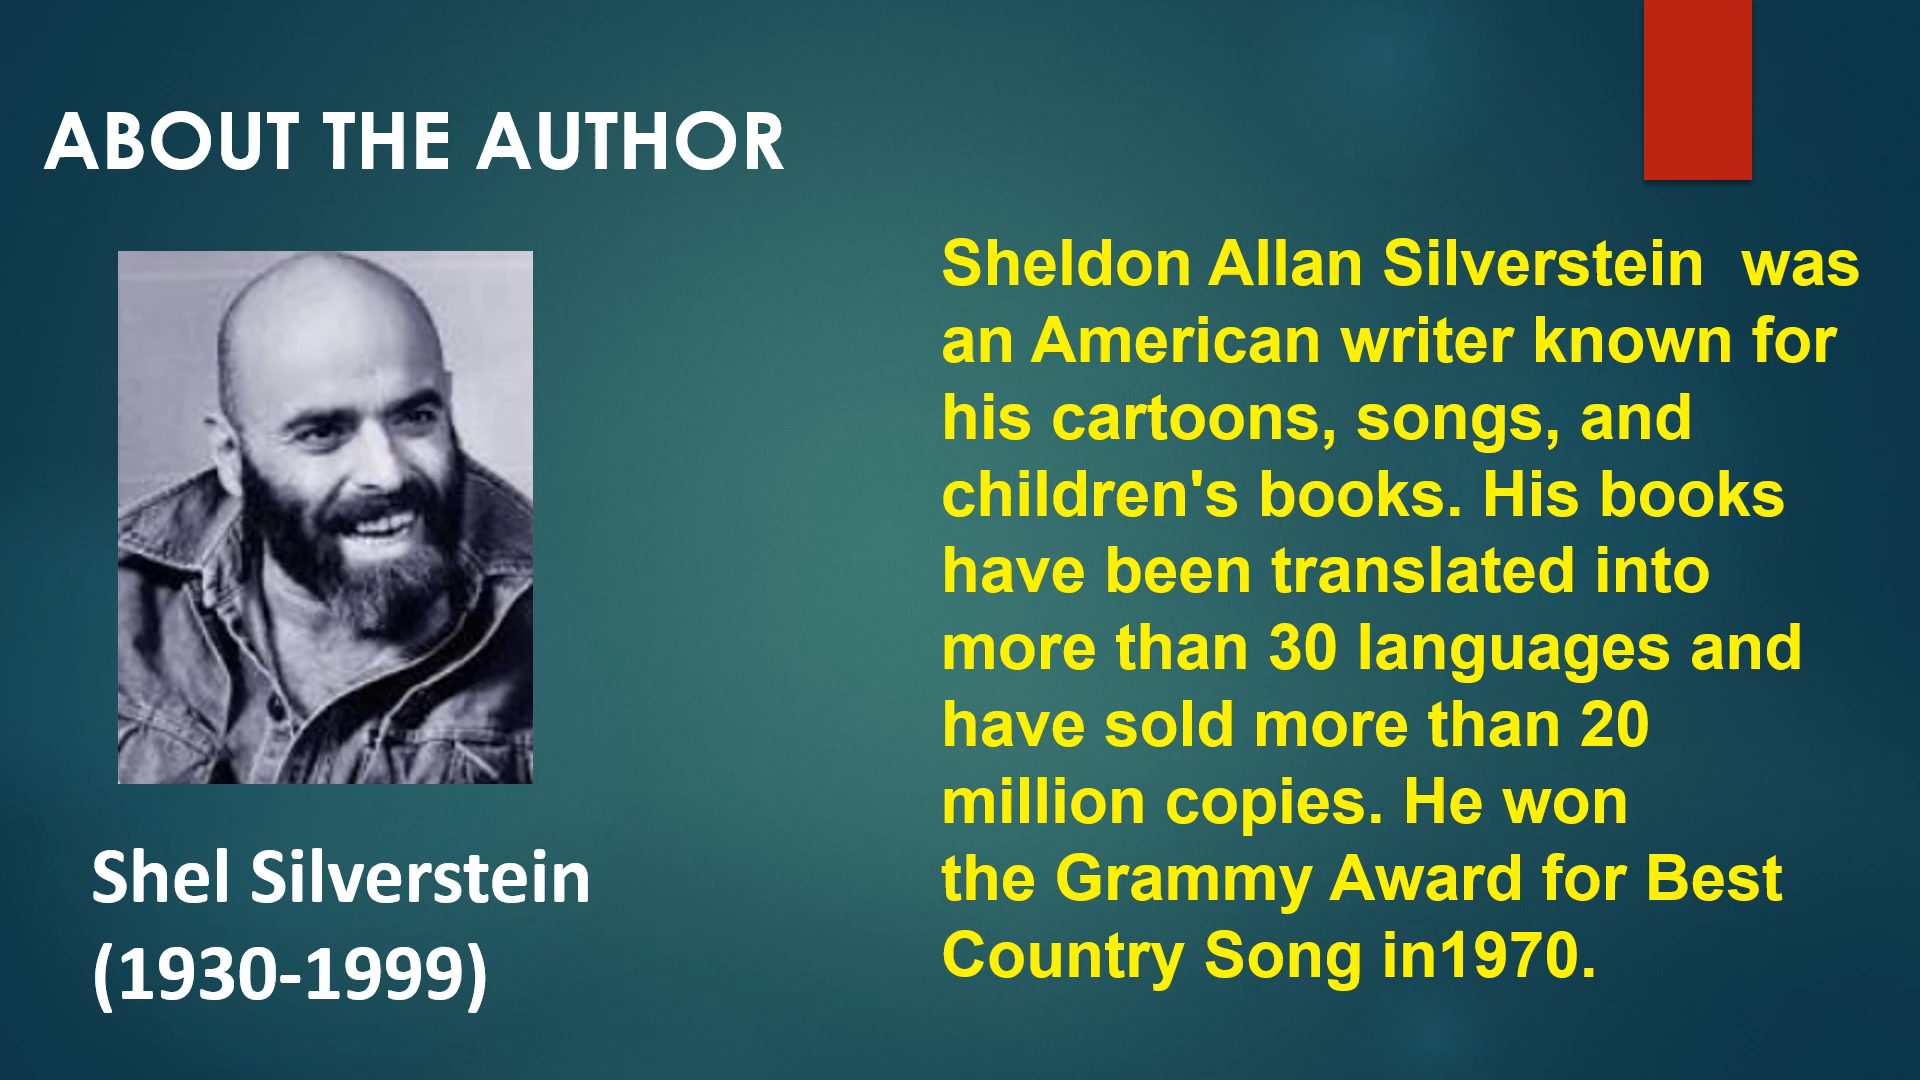 ABOUT THE AUTHOR
Shel Silverstein
(1930-1999)
Sheldon Allan Silverstein  was
an American writer known for
his cartoons, songs, and
children's books. His books
have been translated into
more than 30 languages and
have sold more than 20
million copies. He won
the Grammy Award for Best
Country Song in1970.